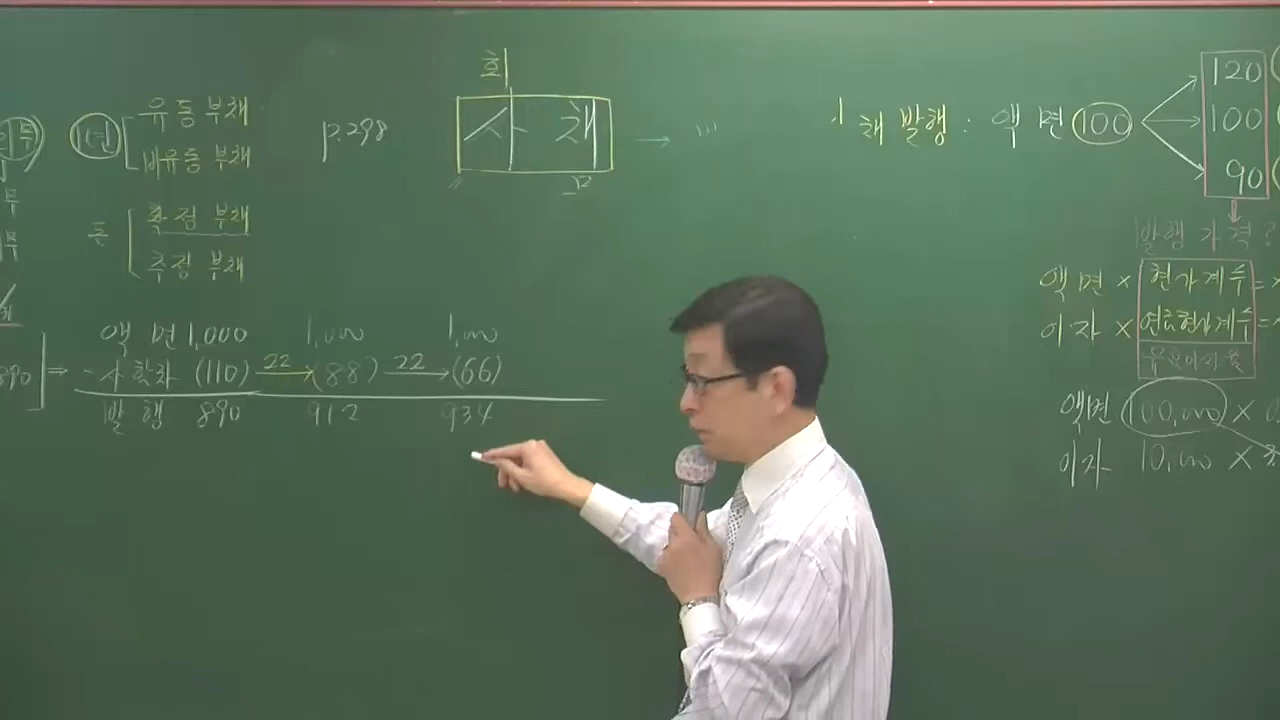 유동 부채
비유동 부채
확정 부채
추정 부채
p.298
회
사 채
채 발행 : 액면 100
120
100
90
발행 가격?
액면 × 현가계수 =
이자 × 연금현가계수 =
유효이자율
액면 100,000 ×
이자 10,000 ×
890 ⇒
액면 1,000 1,000 1,000
- 사할차 (110) 22 → (88) 22 → (66)
발행 890 912 934